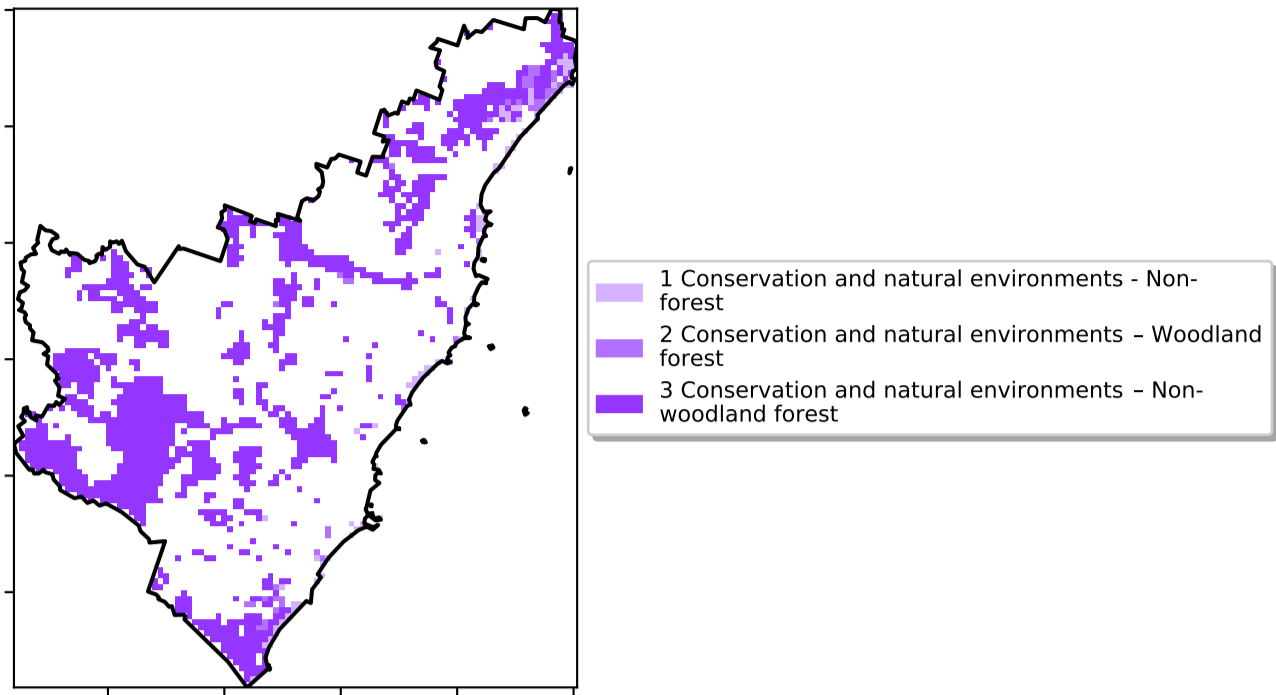 1 Conservation and natural environments - Non-
forest
2 Conservation and natural environments – Woodland
forest
3 Conservation and natural environments – Non-
woodland forest